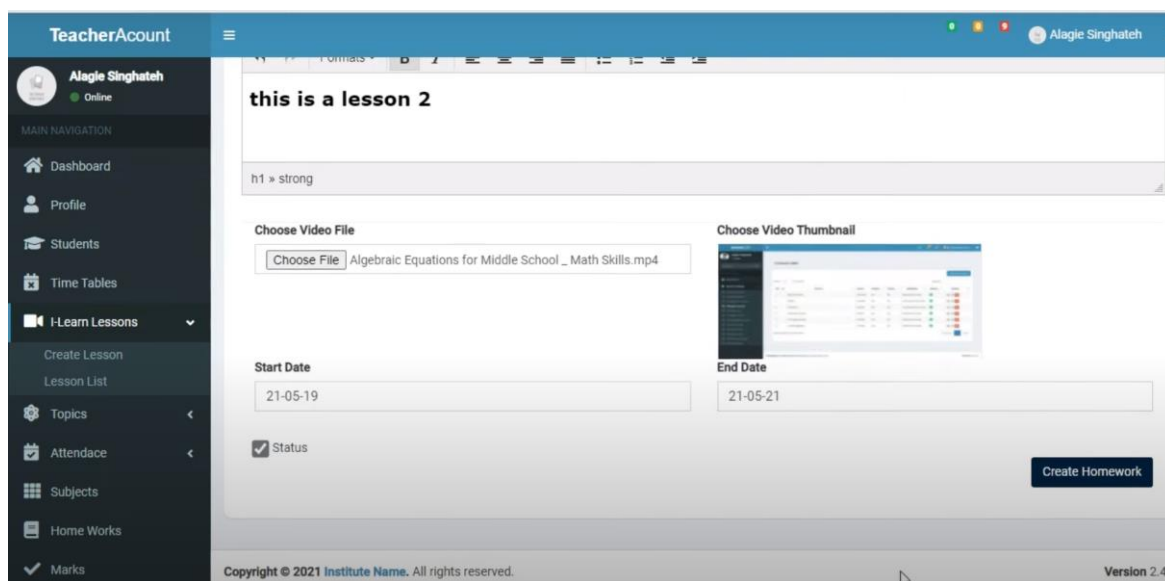 TeacherAcount
Alagie Singhateh
Alagie Singhateh
Online
MAIN NAVIGATION
Dashboard
Profile
Students
Time Tables
I-Learn Lessons
Create Lesson
Lesson List
Topics
Attendace
Subjects
Home Works
Marks
Formats
B I
this is a lesson 2
h1 » strong
Choose Video File
Choose File Algebraic Equations for Middle School _ Math Skills.mp4
Choose Video Thumbnail
Start Date
21-05-19
End Date
21-05-21
Status
Create Homework
Copyright © 2021 Institute Name. All rights reserved.
Version 2.4